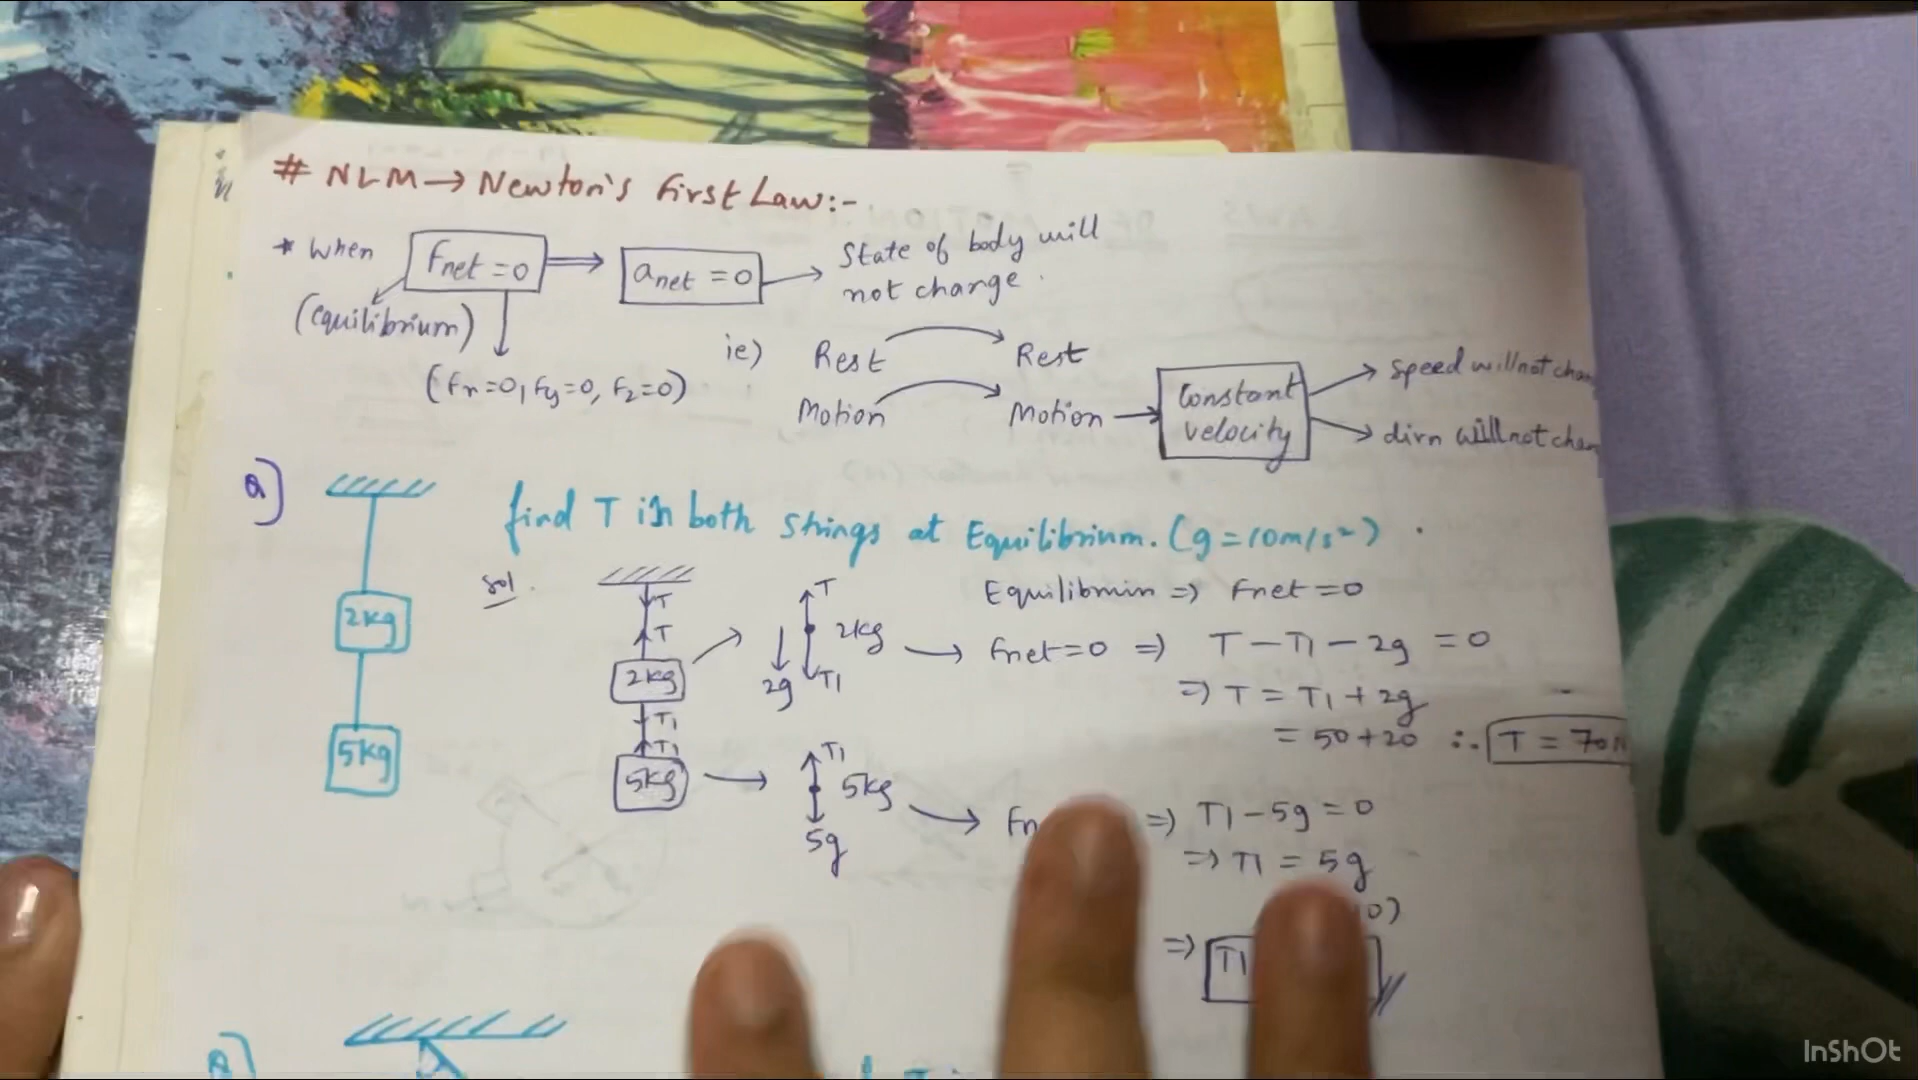 # NLM → Newton's First Law:-
* When Fnet = 0 ⟹ anet = 0 → State of body will not change.
(equilibrium)
(Fx=0, Fy=0, Fz=0)
ie) Rest Rest
Motion Motion → Constant velocity
speed will not chan
dirn will not chan
Q) find T in both strings at Equilibrium. (g = 10m/s²)
2kg
5kg
Sol.
T
T
2kg
T1
T1
5kg
T
2kg
2g
T1
T1
5kg
5g
Equilibrium ⇒ Fnet = 0
Fnet = 0 ⇒ T - T1 - 2g = 0
⇒ T = T1 + 2g
= 50 + 20 ∴ T = 70N
⇒ T1 - 5g = 0
⇒ T1 = 5g
⇒ T1
Q)
InShOt